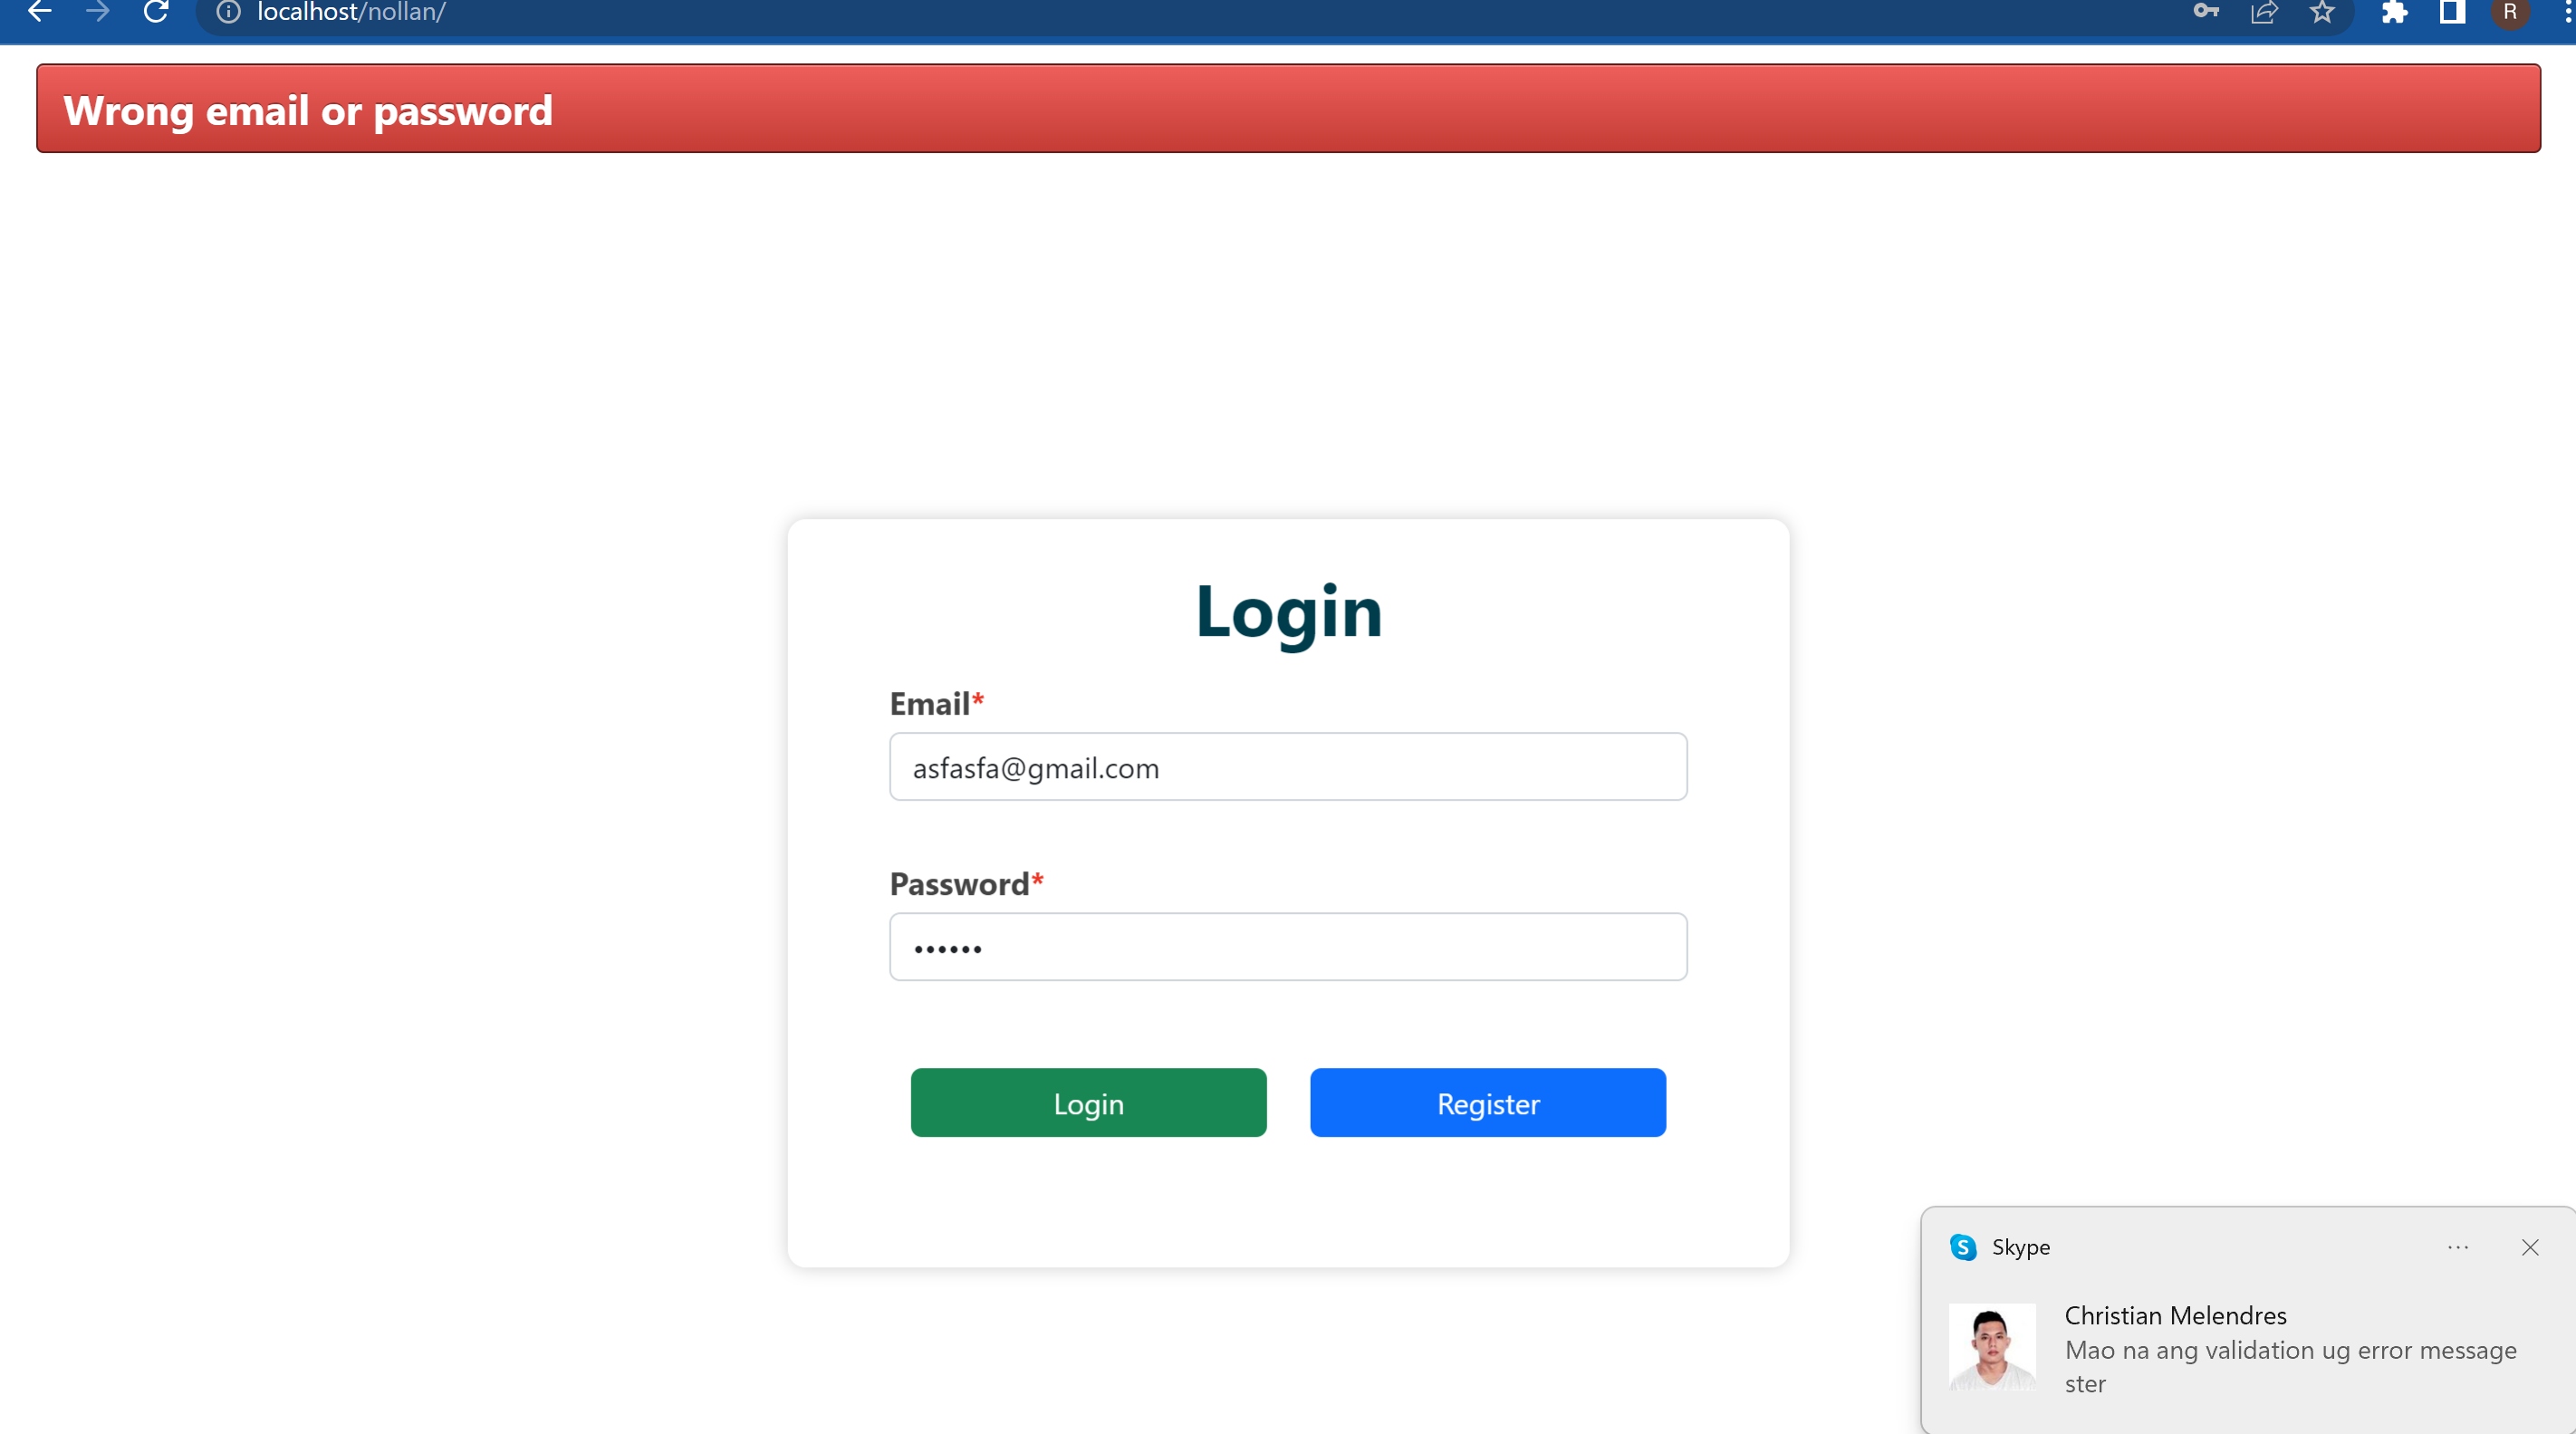 localhost/nollan/
R
Wrong email or password
Login
Email*
asfasfa@gmail.com
Password*
••••••
Login
Register
Skype
Christian Melendres
Mao na ang validation ug error message
ster